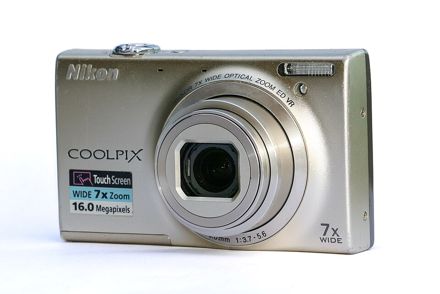 Nikon
7X WIDE OPTICAL ZOOM ED VR
COOLPIX
Touch Screen
WIDE 7x Zoom
16.0 Megapixels
1:3.7-5.6
7x
WIDE